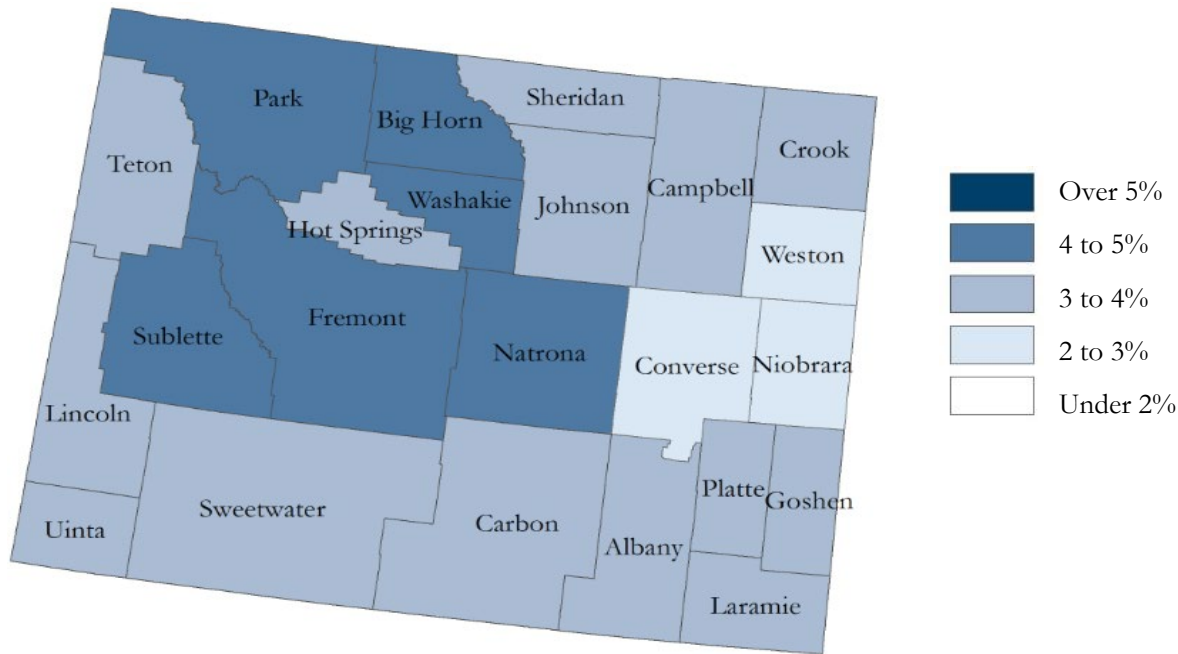 Park
Big Horn
Sheridan
Crook
Teton
Campbell
Washakie
Johnson
Hot Springs
Weston
Sublette
Fremont
Natrona
Converse
Niobrara
Lincoln
Sweetwater
Carbon
Platte
Goshen
Uinta
Albany
Laramie
Over 5%
4 to 5%
3 to 4%
2 to 3%
Under 2%